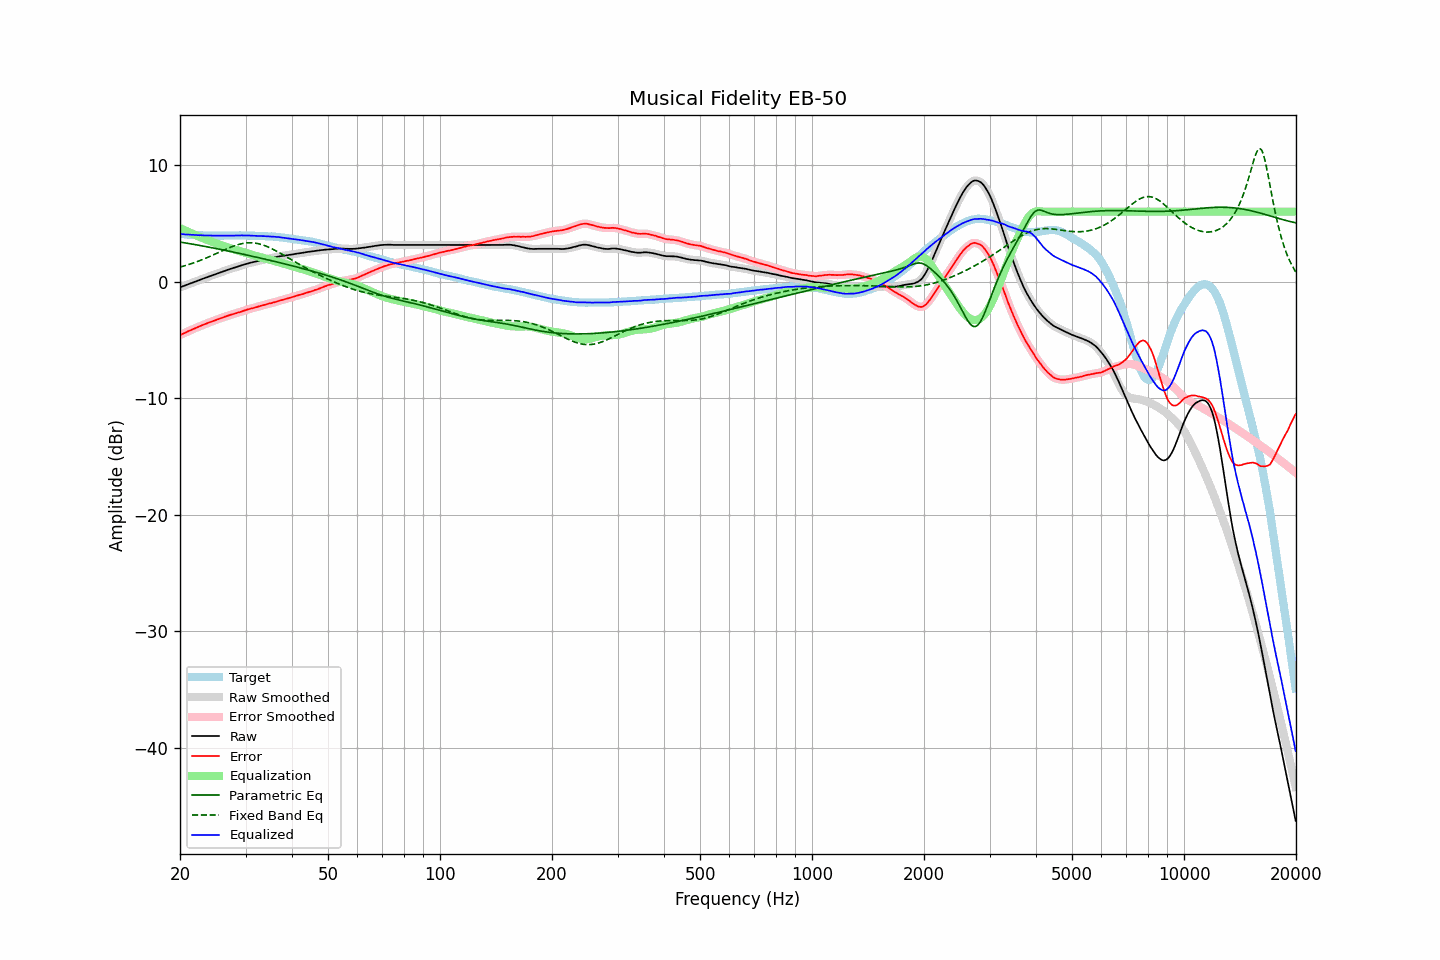 Musical Fidelity EB-50
10
0
−10
−20
−30
−40
Amplitude (dBr)
Target
Raw Smoothed
Error Smoothed
Raw
Error
Equalization
Parametric Eq
Fixed Band Eq
Equalized
20 50 100 200 500 1000 2000 5000 10000 20000
Frequency (Hz)